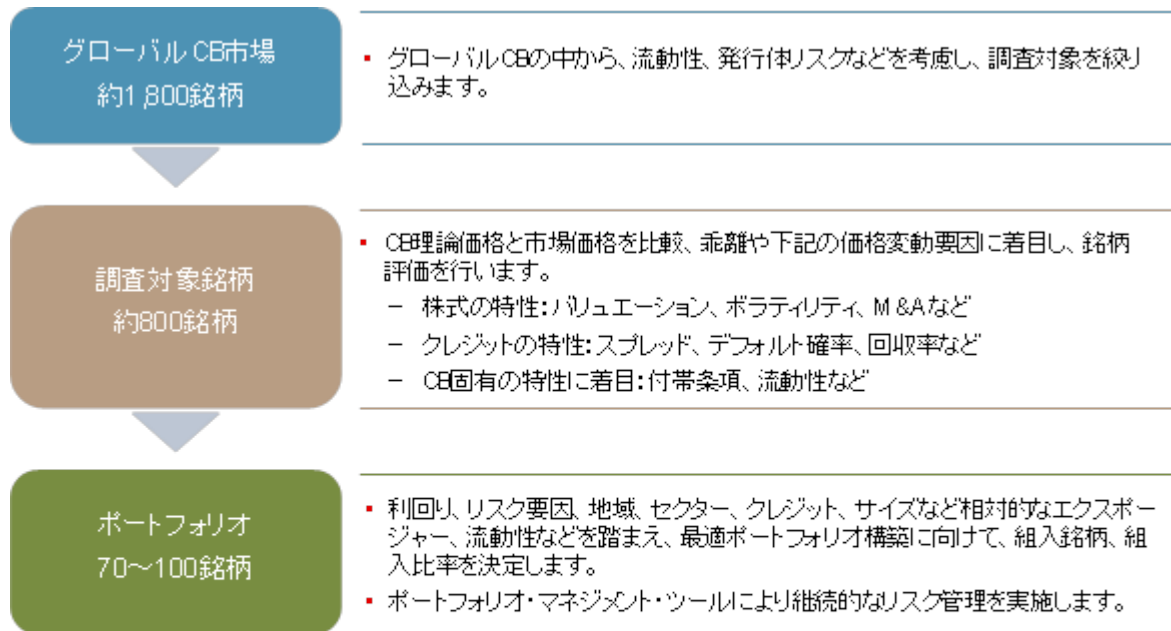 グローバルCB市場
約1,800銘柄
▪ グローバルCBの中から、流動性、発行体リスクなどを考慮し、調査対象を絞り
込みます。
調査対象銘柄
約800銘柄
▪ CB理論価格と市場価格を比較、乖離や下記の価格変動要因に着目し、銘柄
評価を行います。
− 株式の特性：バリュエーション、ボラティリティ、M&Aなど
− クレジットの特性：スプレッド、デフォルト確率、回収率など
− CB固有の特性に着目：付帯条項、流動性など
ポートフォリオ
70～100銘柄
▪ 利回り、リスク要因、地域、セクター、クレジット、サイズなど相対的なエクスポー
ジャー、流動性などを踏まえ、最適ポートフォリオ構築に向けて、組入銘柄、組
入比率を決定します。
▪ ポートフォリオ・マネジメント・ツールにより継続的なリスク管理を実施します。